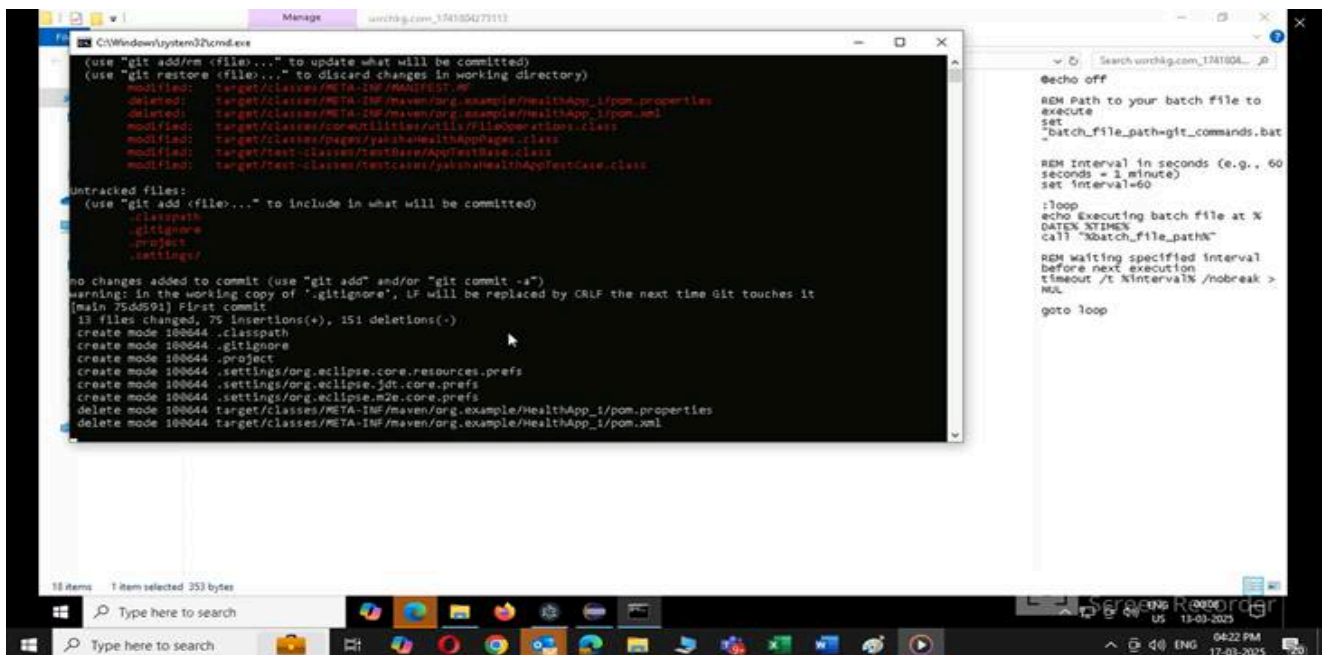 Manage
C:\Windows\system32\cmd.exe
(use "git add/rm <file>..." to update what will be committed)
(use "git restore <file>..." to discard changes in working directory)
modified: target/classes/META-INF/MANIFEST.MF
deleted: target/classes/META-INF/maven/org.example/HealthApp_1/pom.properties
deleted: target/classes/META-INF/maven/org.example/HealthApp_1/pom.xml
modified: target/classes/coreUtilities/utils/FileOperations.class
modified: target/classes/pages/yakshaHealthAppPages.class
modified: target/test-classes/testBase/AppTestBase.class
modified: target/test-classes/testcases/yakshaHealthAppTestCase.class
Untracked files:
(use "git add <file>..." to include in what will be committed)
.classpath
.gitignore
.project
.settings/
no changes added to commit (use "git add" and/or "git commit -a")
warning: in the working copy of '.gitignore', LF will be replaced by CRLF the next time Git touches it
[main 75dd591] First commit
13 files changed, 75 insertions(+), 151 deletions(-)
create mode 100644 .classpath
create mode 100644 .gitignore
create mode 100644 .project
create mode 100644 .settings/org.eclipse.core.resources.prefs
create mode 100644 .settings/org.eclipse.jdt.core.prefs
create mode 100644 .settings/org.eclipse.m2e.core.prefs
delete mode 100644 target/classes/META-INF/maven/org.example/HealthApp_1/pom.properties
delete mode 100644 target/classes/META-INF/maven/org.example/HealthApp_1/pom.xml
@echo off
REM Path to your batch file to
execute
set
"batch_file_path=git_commands.bat
"
REM Interval in seconds (e.g., 60
seconds = 1 minute)
set interval=60
:loop
echo Executing batch file at %
DATE% %TIME%
call "%batch_file_path%"
REM Waiting specified interval
before next execution
timeout /t %interval% /nobreak >
NUL
goto loop
18 items 1 item selected 353 bytes
Type here to search
Screen Recorder
ENG
US 13-03-2025
Type here to search
ENG 04:22 PM
17-03-2025
20